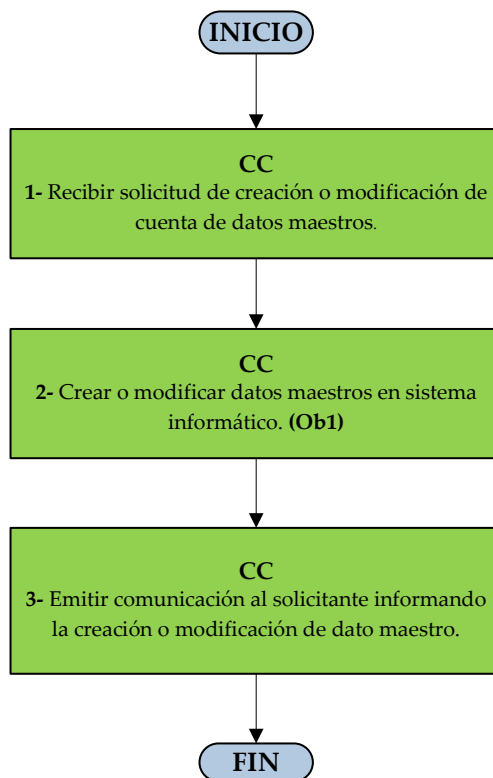 INICIO
CC
1- Recibir solicitud de creación o modificación de
cuenta de datos maestros.
CC
2- Crear o modificar datos maestros en sistema
informático. (Ob1)
CC
3- Emitir comunicación al solicitante informando
la creación o modificación de dato maestro.
FIN